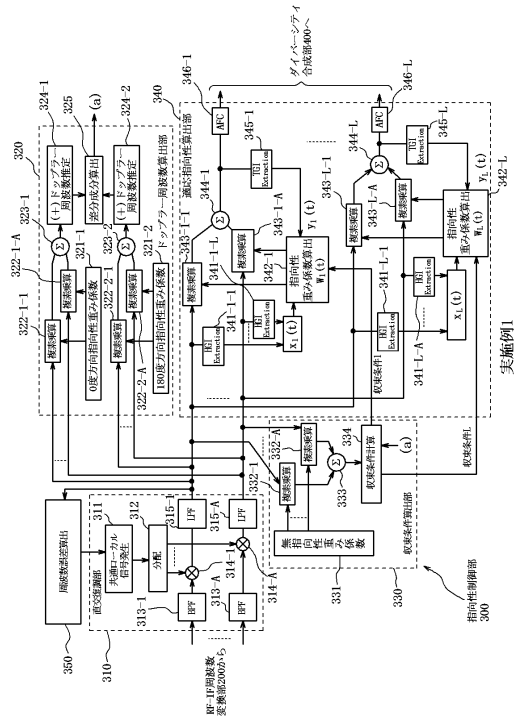 RF-IF周波数
変換部200から
350
周波数誤差算出
310
直交復調部
311
共通ローカル
信号発生
312
分配
313-1
BPF
313-A
BPF
314-1
314-A
315-1
LPF
315-A
LPF
320
ドップラー周波数算出部
321-1
0度方向指向性重み係数
321-2
180度方向指向性重み係数
322-1-1
複素乗算
322-1-A
複素乗算
322-2-1
複素乗算
322-2-A
複素乗算
323-1
Σ
323-2
Σ
324-1
(+)ドップラー
周波数推定
325
差分成分算出
(a)
324-2
(+)ドップラー
周波数推定
330
収束条件算出部
331
無指向性重み係数
332-1
複素乗算
332-A
複素乗算
333
Σ
334
収束条件計算
(a)
収束条件1
収束条件L
340
適応指向性算出部
341-1-1
HGI
Extraction
341-1-L
HGI
Extraction
X1(t)
342-1
指向性
重み係数算出
W1(t)
y1(t)
343-1-1
複素乗算
343-1-A
複素乗算
344-1
Σ
345-1
TGI
Extraction
346-1
AFC
341-L-1
HGI
Extraction
341-L-A
HGI
Extraction
XL(t)
342-L
指向性
重み係数算出
WL(t)
yL(t)
343-L-1
複素乗算
343-L-A
複素乗算
344-L
Σ
345-L
TGI
Extraction
346-L
AFC
ダイバーシティ
合成部400へ
指向性制御部
300
実施例1